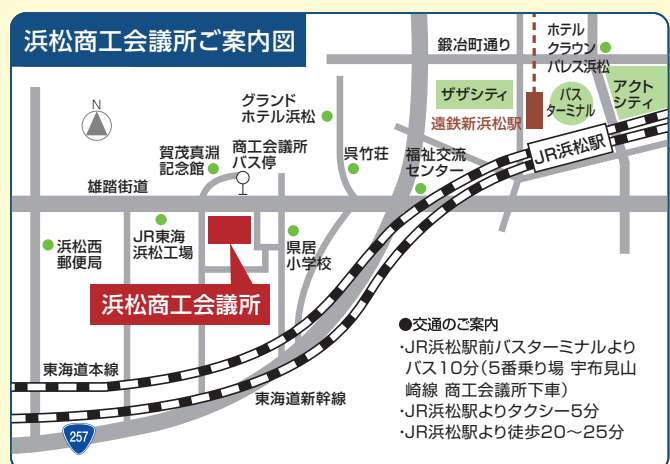 浜松商工会議所ご案内図
鍛冶町通り
ホテル
クラウン
パレス浜松
ザザシティ
バス
ターミナル
アクト
シティ
遠鉄新浜松駅
JR浜松駅
N
グランド
ホテル浜松
賀茂真淵
記念館
商工会議所
バス停
呉竹荘
福祉交流
センター
雄踏街道
浜松西
郵便局
JR東海
浜松工場
県居
小学校
浜松商工会議所
東海道本線
東海道新幹線
257
●交通のご案内
・JR浜松駅前バスターミナルより
バス10分(5番乗り場 宇布見山
崎線 商工会議所下車)
・JR浜松駅よりタクシー5分
・JR浜松駅より徒歩20～25分